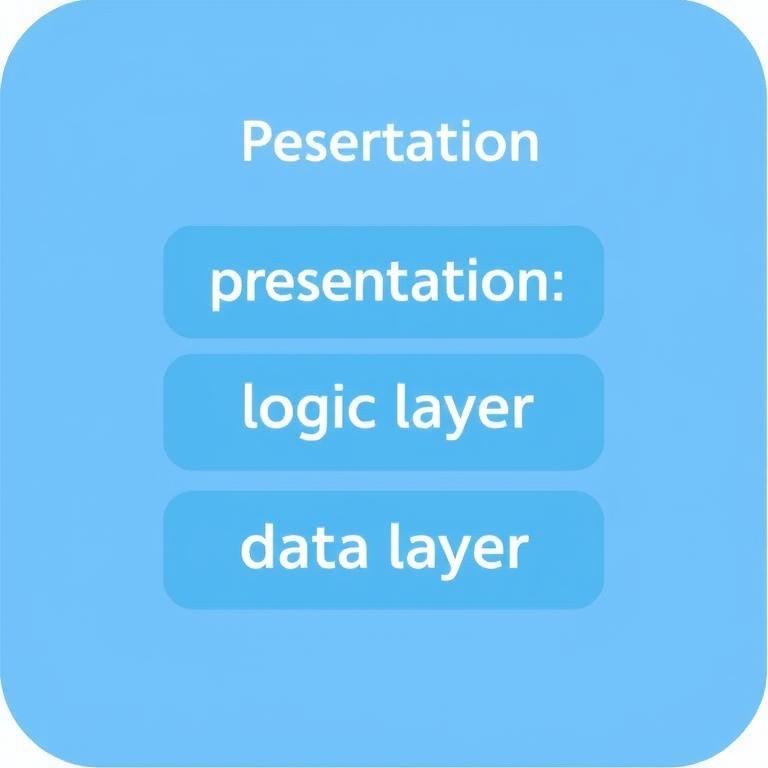 Pesertation
presentation:
logic layer
data layer